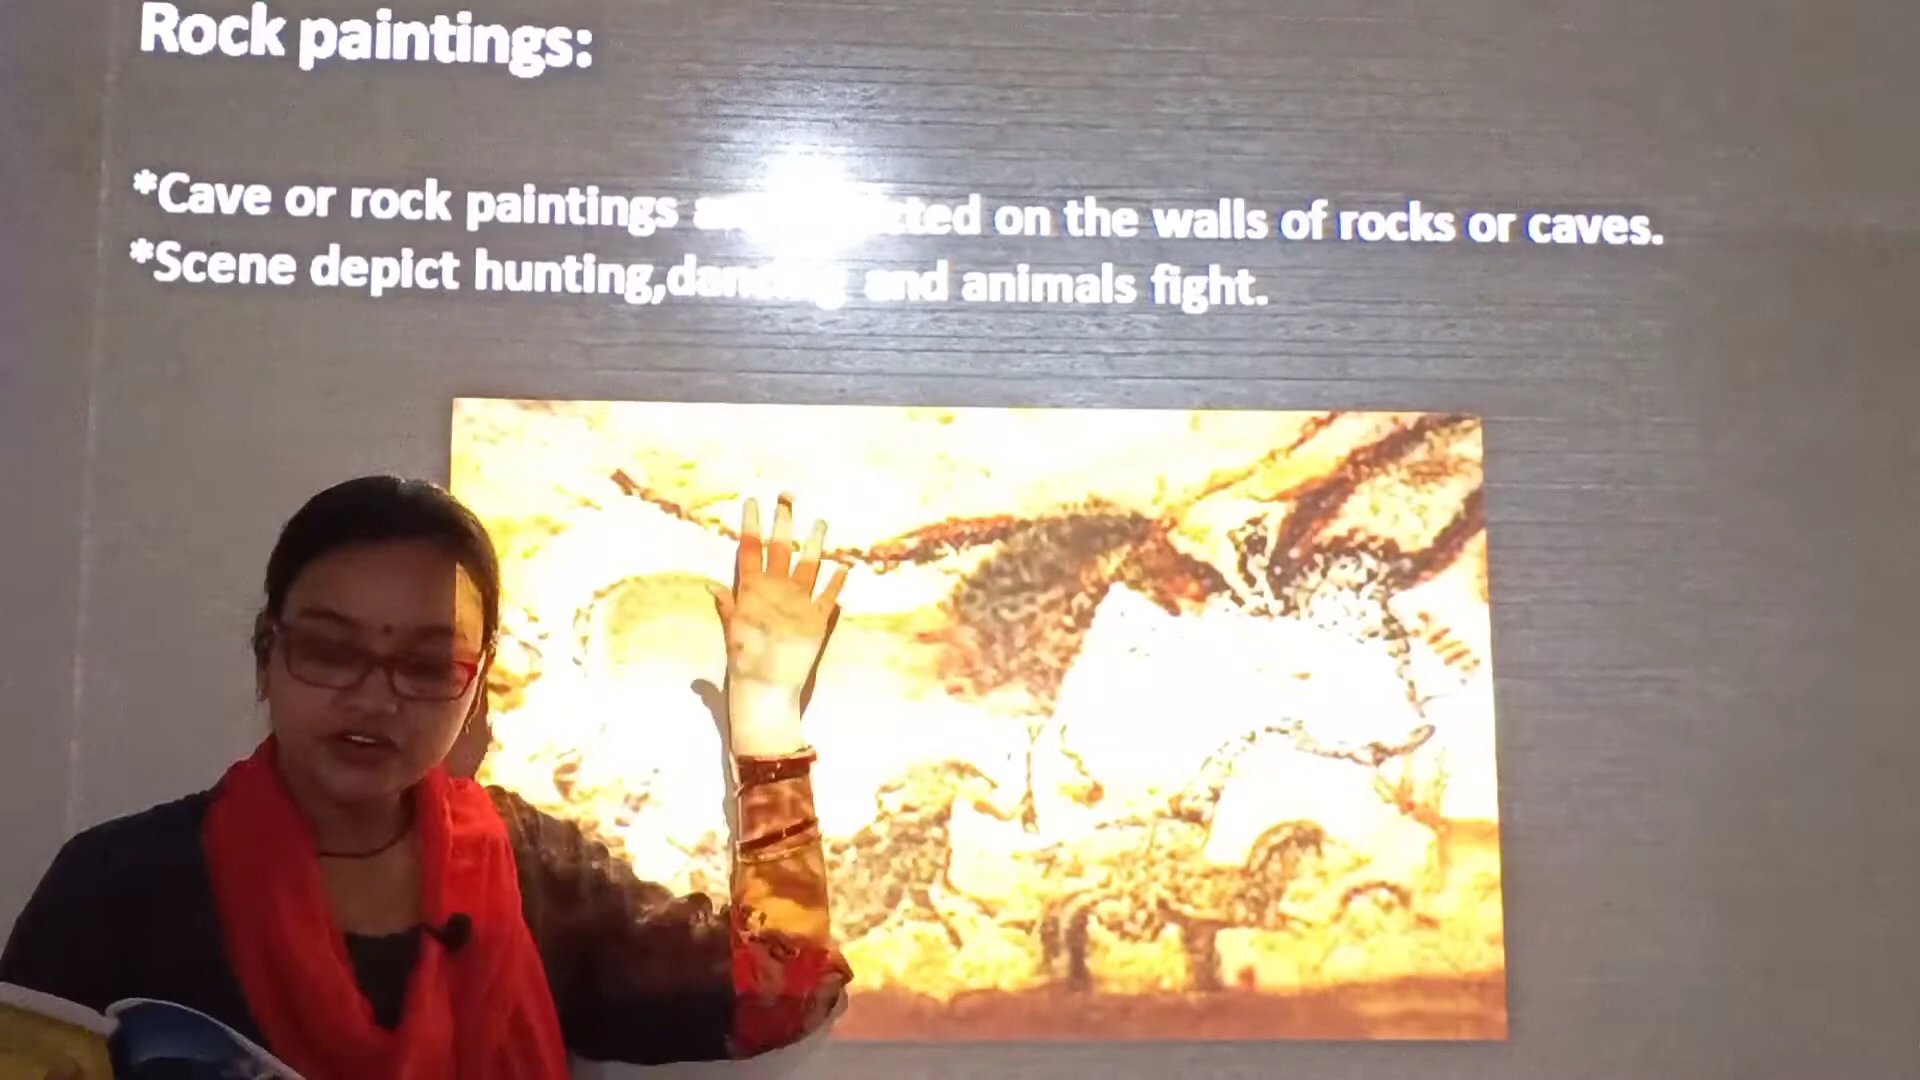 Rock paintings:
*Cave or rock paintings on the walls of rocks or caves.
*Scene depict hunting,dancing and animals fight.